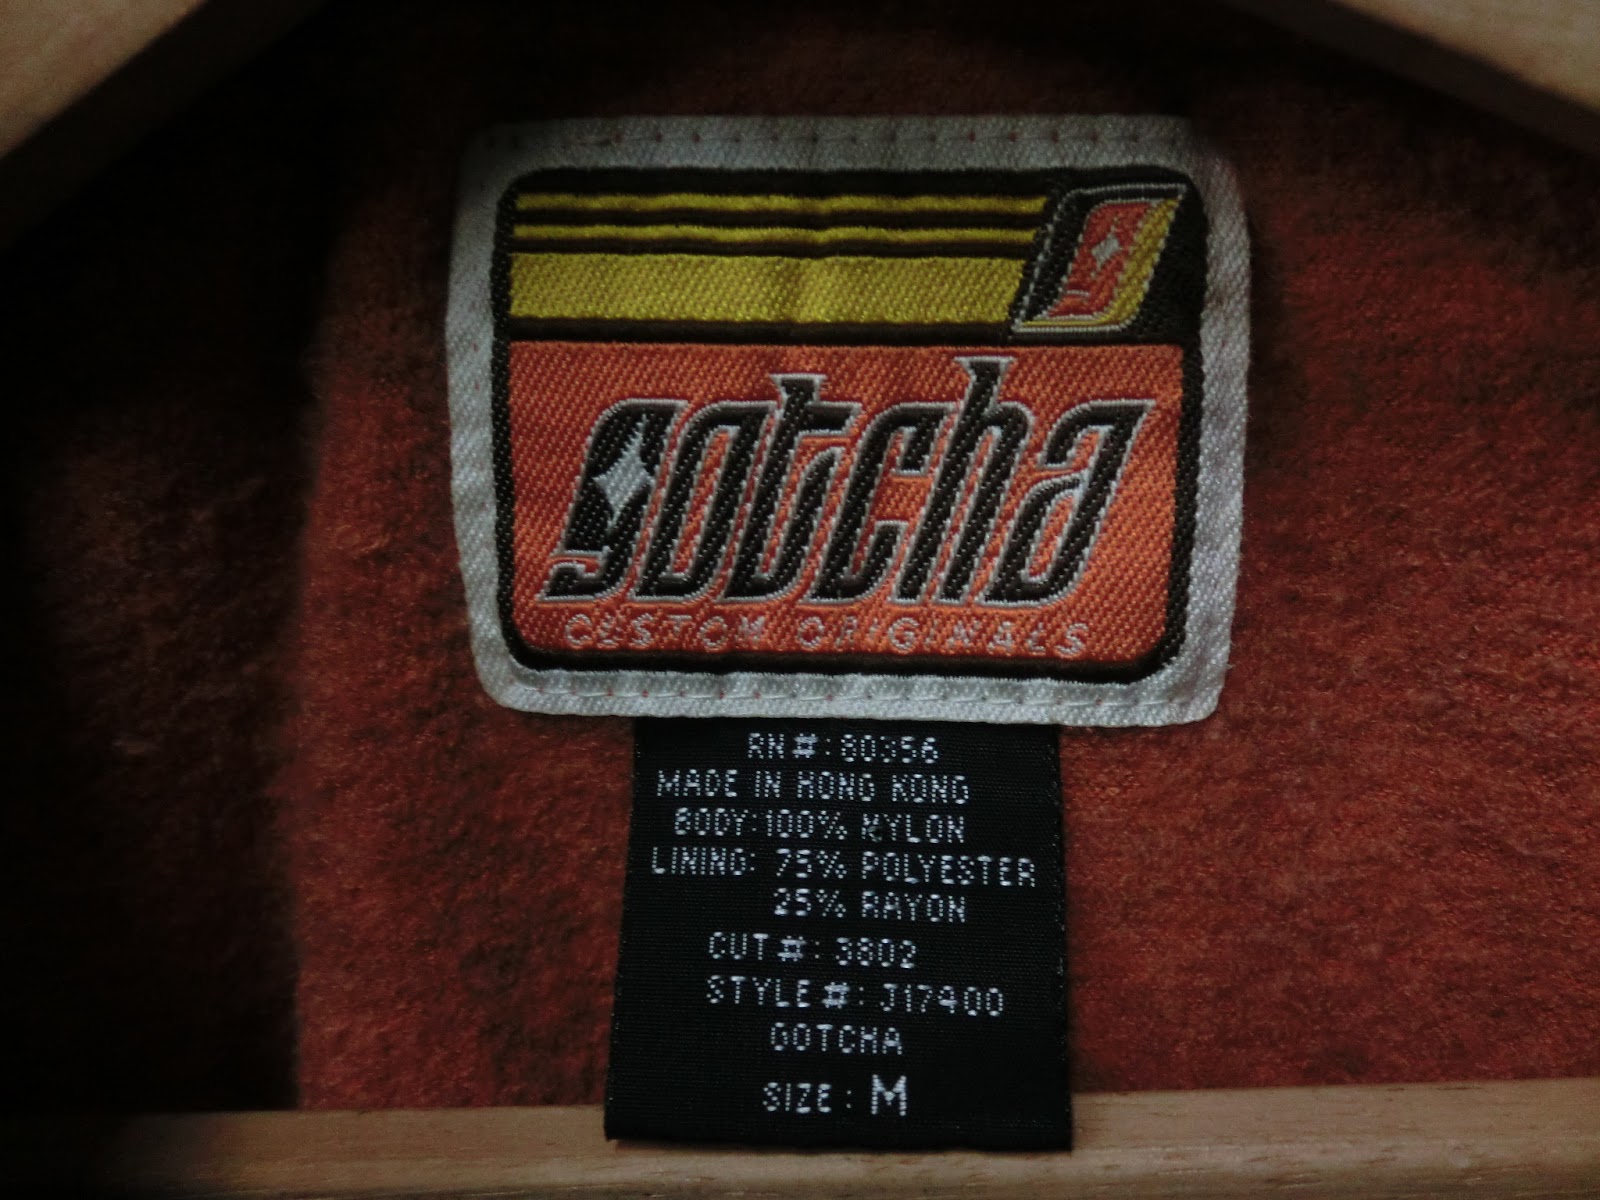 gotcha
CUSTOM ORIGINALS
RN#: 80356
MADE IN HONG KONG
BODY: 100% NYLON
LINING: 75% POLYESTER
25% RAYON
CUT#: 3802
STYLE#: J17400
GOTCHA
SIZE: M